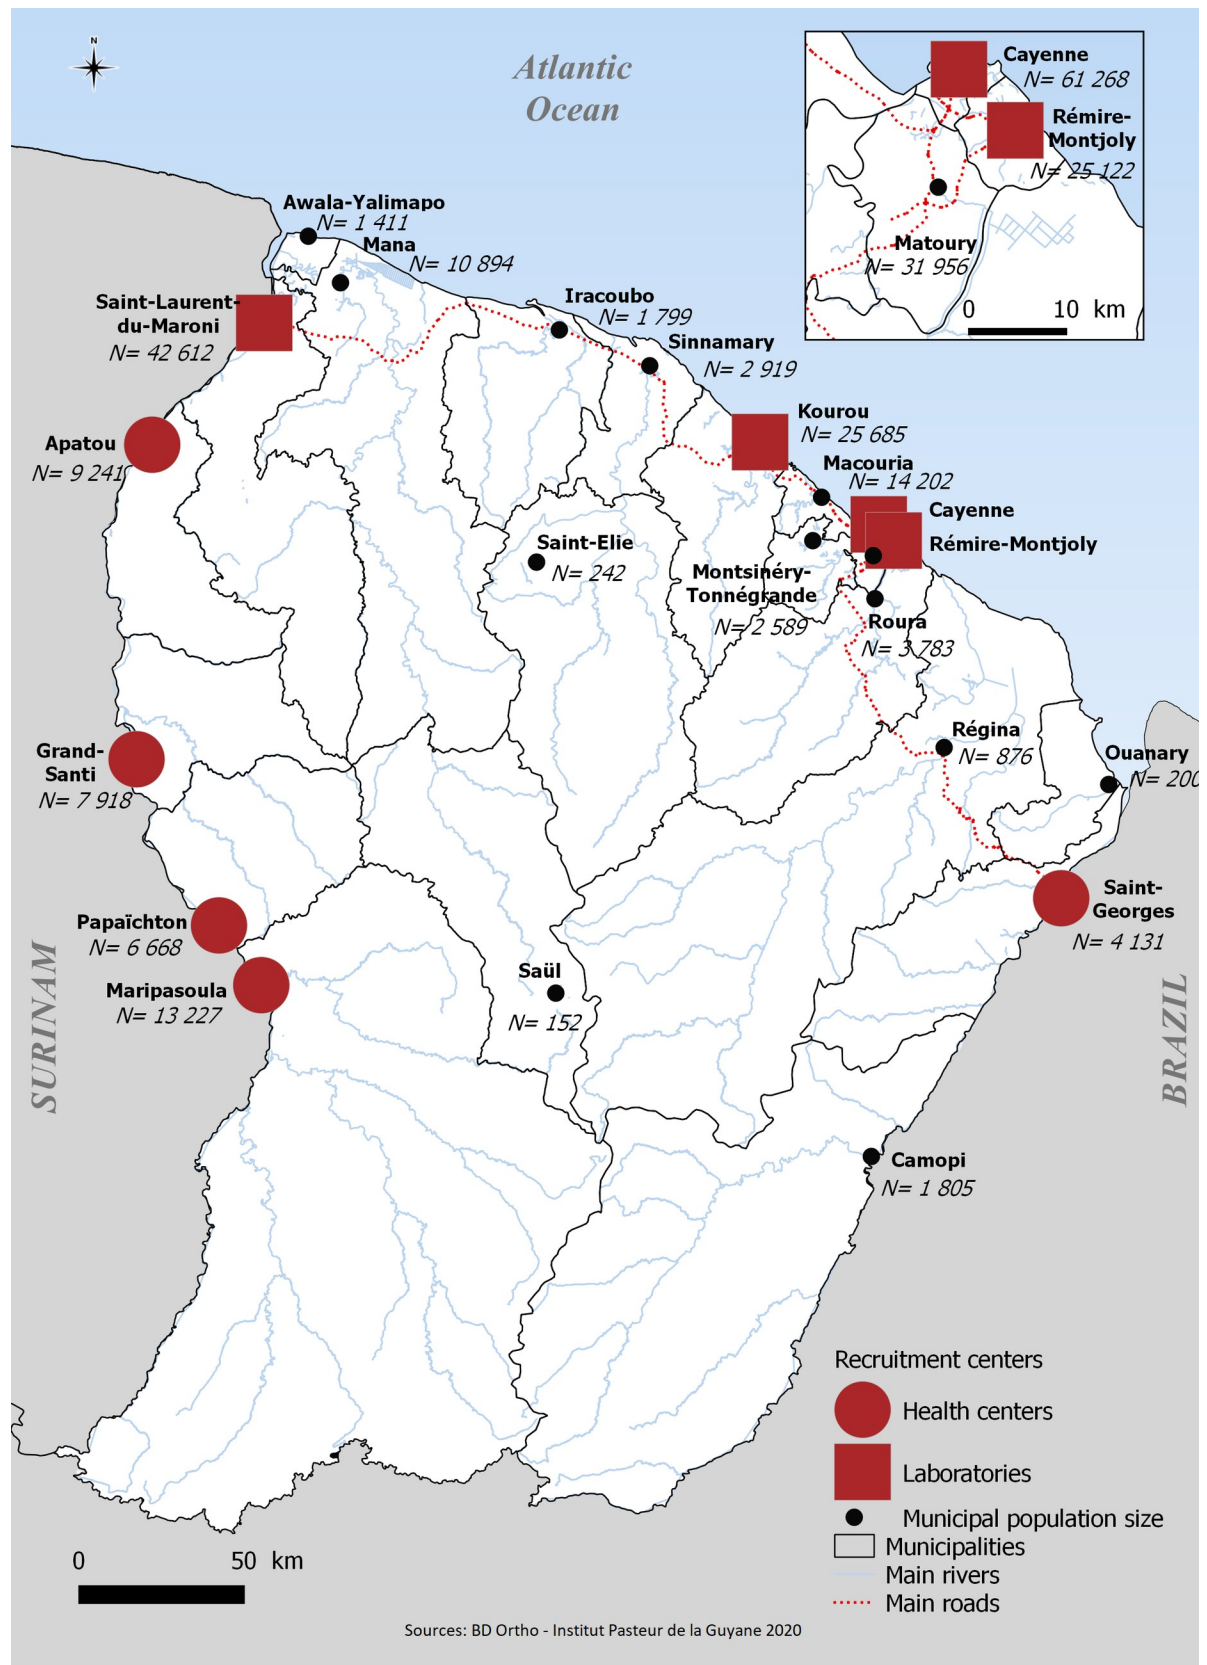 N
Atlantic
Ocean
Cayenne
N= 61 268
Rémire-
Montjoly
N= 25 122
Matoury
N= 31 956
0 10 km
Awala-Yalimapo
N= 1 411
Mana
N= 10 894
Saint-Laurent-
du-Maroni
N= 42 612
Iracoubo
N= 1 799
Sinnamary
N= 2 919
Kourou
N= 25 685
Apatou
N= 9 241
Macouria
N= 14 202
Cayenne
Rémire-Montjoly
Saint-Elie
N= 242
Montsinéry-
Tonnégrande
N= 2 589
Roura
N= 3 783
Grand-
Santi
N= 7 918
Régina
N= 876
Ouanary
N= 200
Saint-
Georges
N= 4 131
Papaïchton
N= 6 668
Maripasoula
N= 13 227
Saül
N= 152
SURINAM
BRAZIL
Camopi
N= 1 805
Recruitment centers
Health centers
Laboratories
Municipal population size
Municipalities
Main rivers
Main roads
0 50 km
Sources: BD Ortho - Institut Pasteur de la Guyane 2020